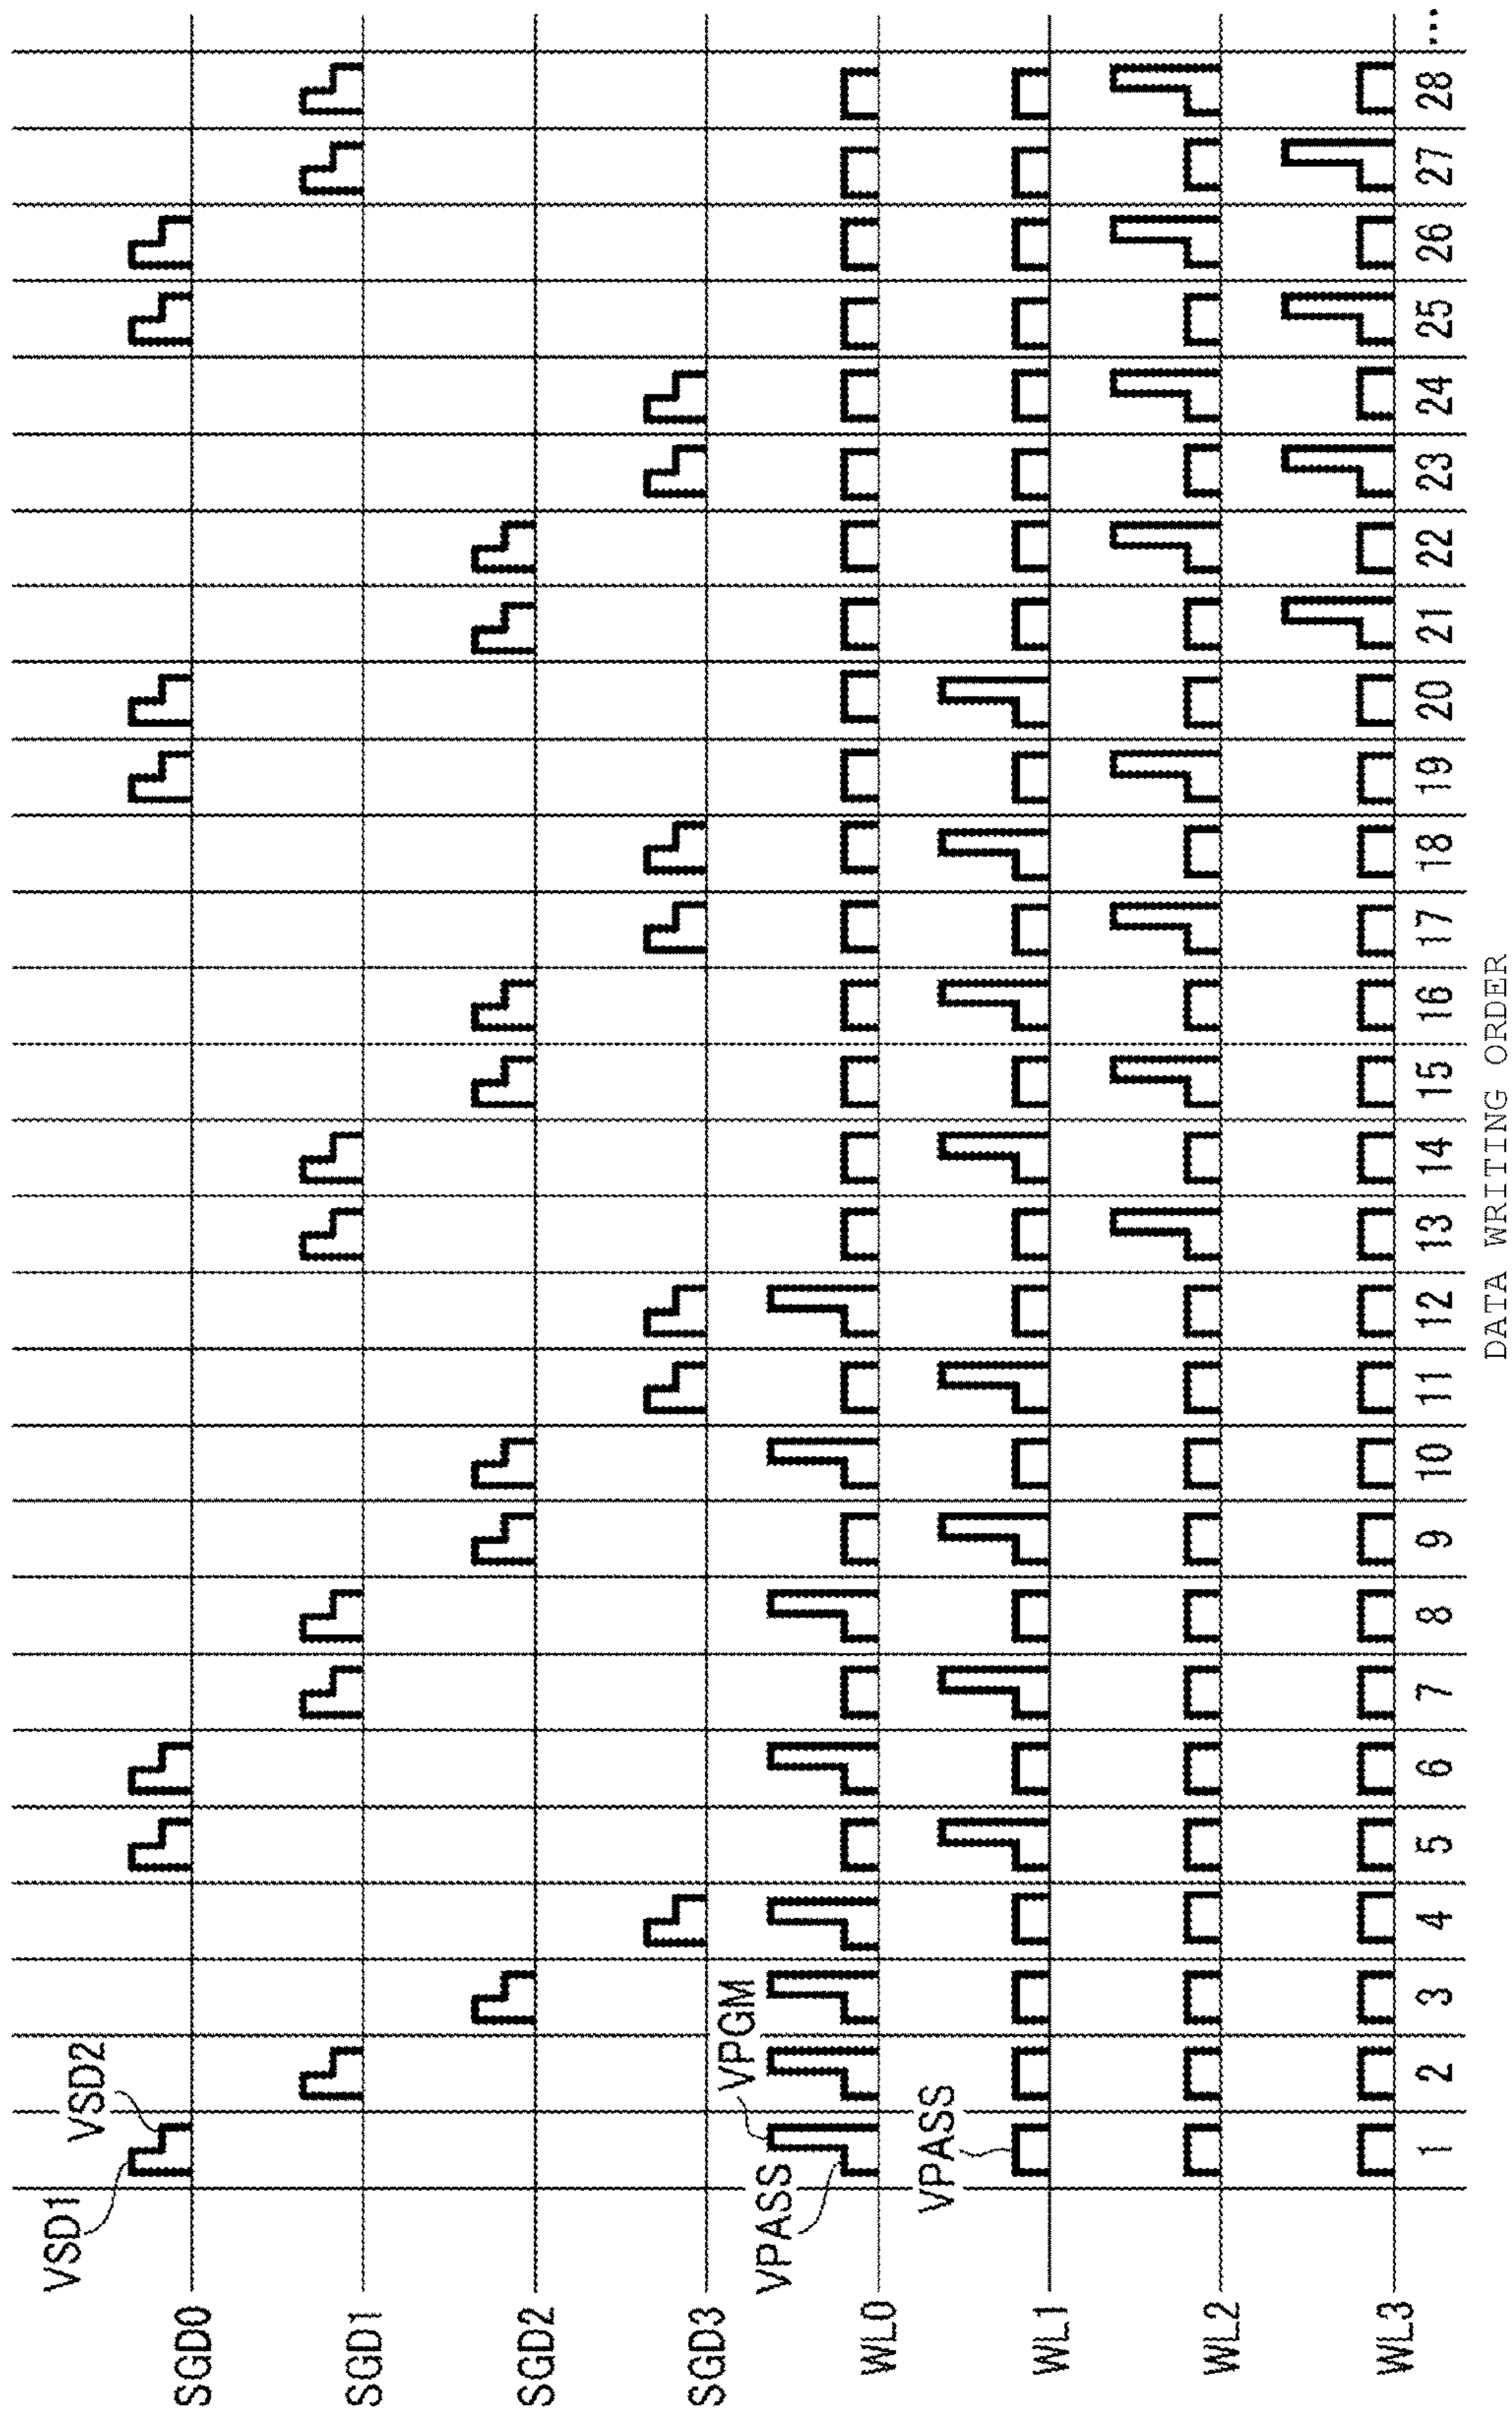 VSD1
VSD2
SGD0
SGD1
SGD2
SGD3
VPASS
VPGM
WL0
VPASS
WL1
WL2
WL3
1 2 3 4 5 6 7 8 9 10 11 12 13 14 15 16 17 18 19 20 21 22 23 24 25 26 27 28 ...
DATA WRITING ORDER